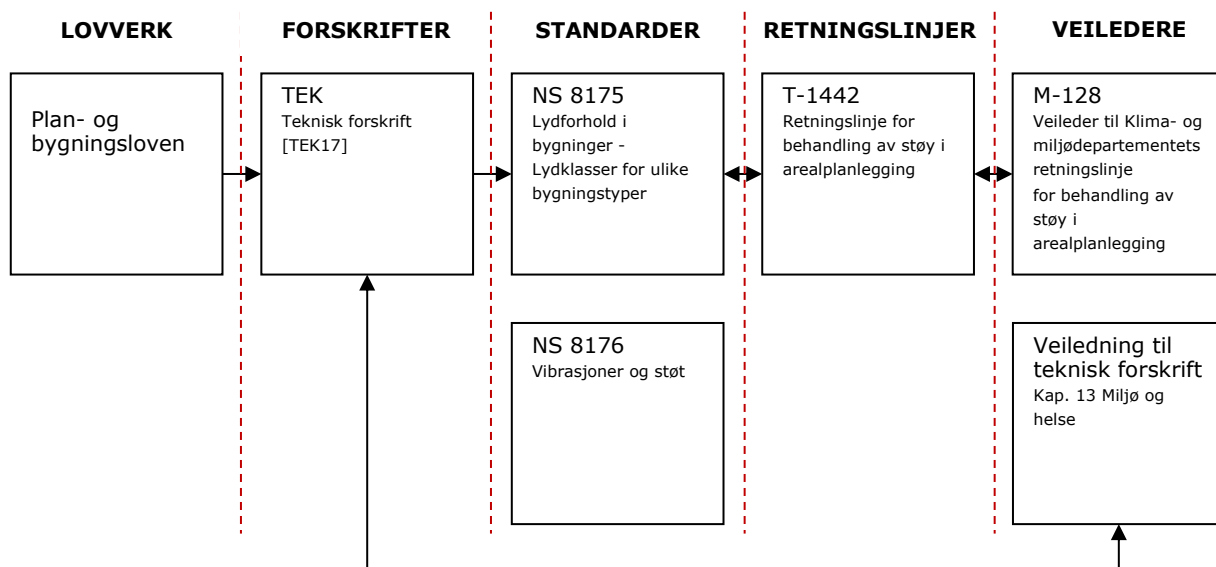 LOVVERK
FORSKRIFTER
STANDARDER
RETNINGSLINJER
VEILEDERE
Plan- og
bygningsloven
TEK
Teknisk forskrift
[TEK17]
NS 8175
Lydforhold i
bygninger -
Lydklasser for ulike
bygningstyper
T-1442
Retningslinje for
behandling av støy i
arealplanlegging
M-128
Veileder til Klima- og
miljødepartementets
retningslinje
for behandling av
støy i
arealplanlegging
NS 8176
Vibrasjoner og støt
Veiledning til
teknisk forskrift
Kap. 13 Miljø og
helse